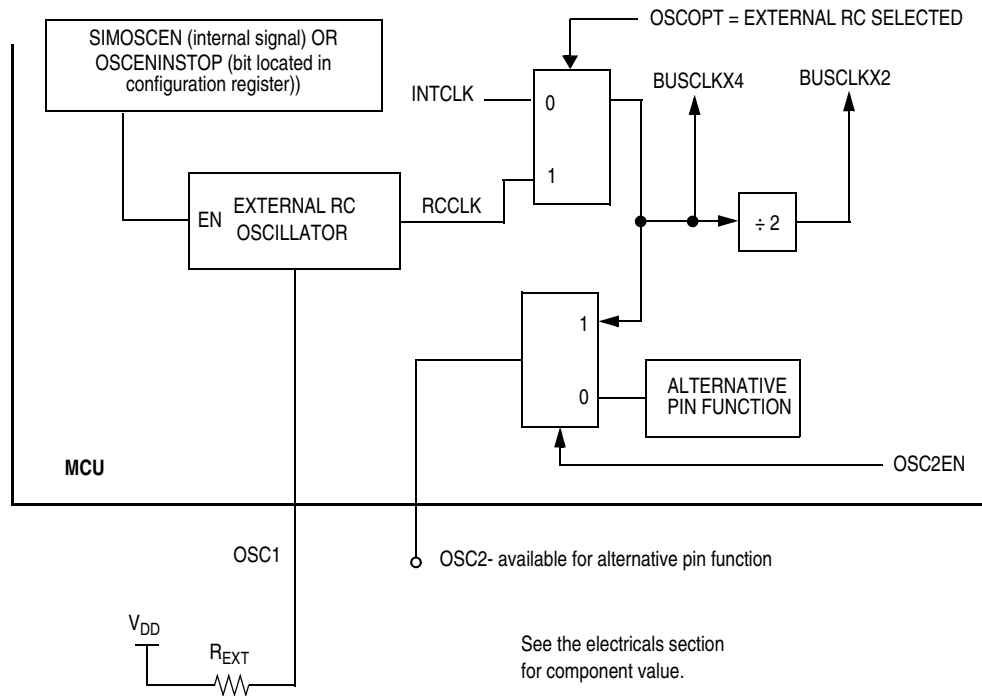 OSCOPT = EXTERNAL RC SELECTED
SIMOSCEN (internal signal) OR
OSCENINSTOP (bit located in
configuration register))
INTCLK
0
1
BUSCLKX4
BUSCLKX2
EN
EXTERNAL RC
OSCILLATOR
RCCLK
÷ 2
1
0
ALTERNATIVE
PIN FUNCTION
MCU
OSC2EN
OSC1
OSC2- available for alternative pin function
VDD
REXT
See the electricals section
for component value.